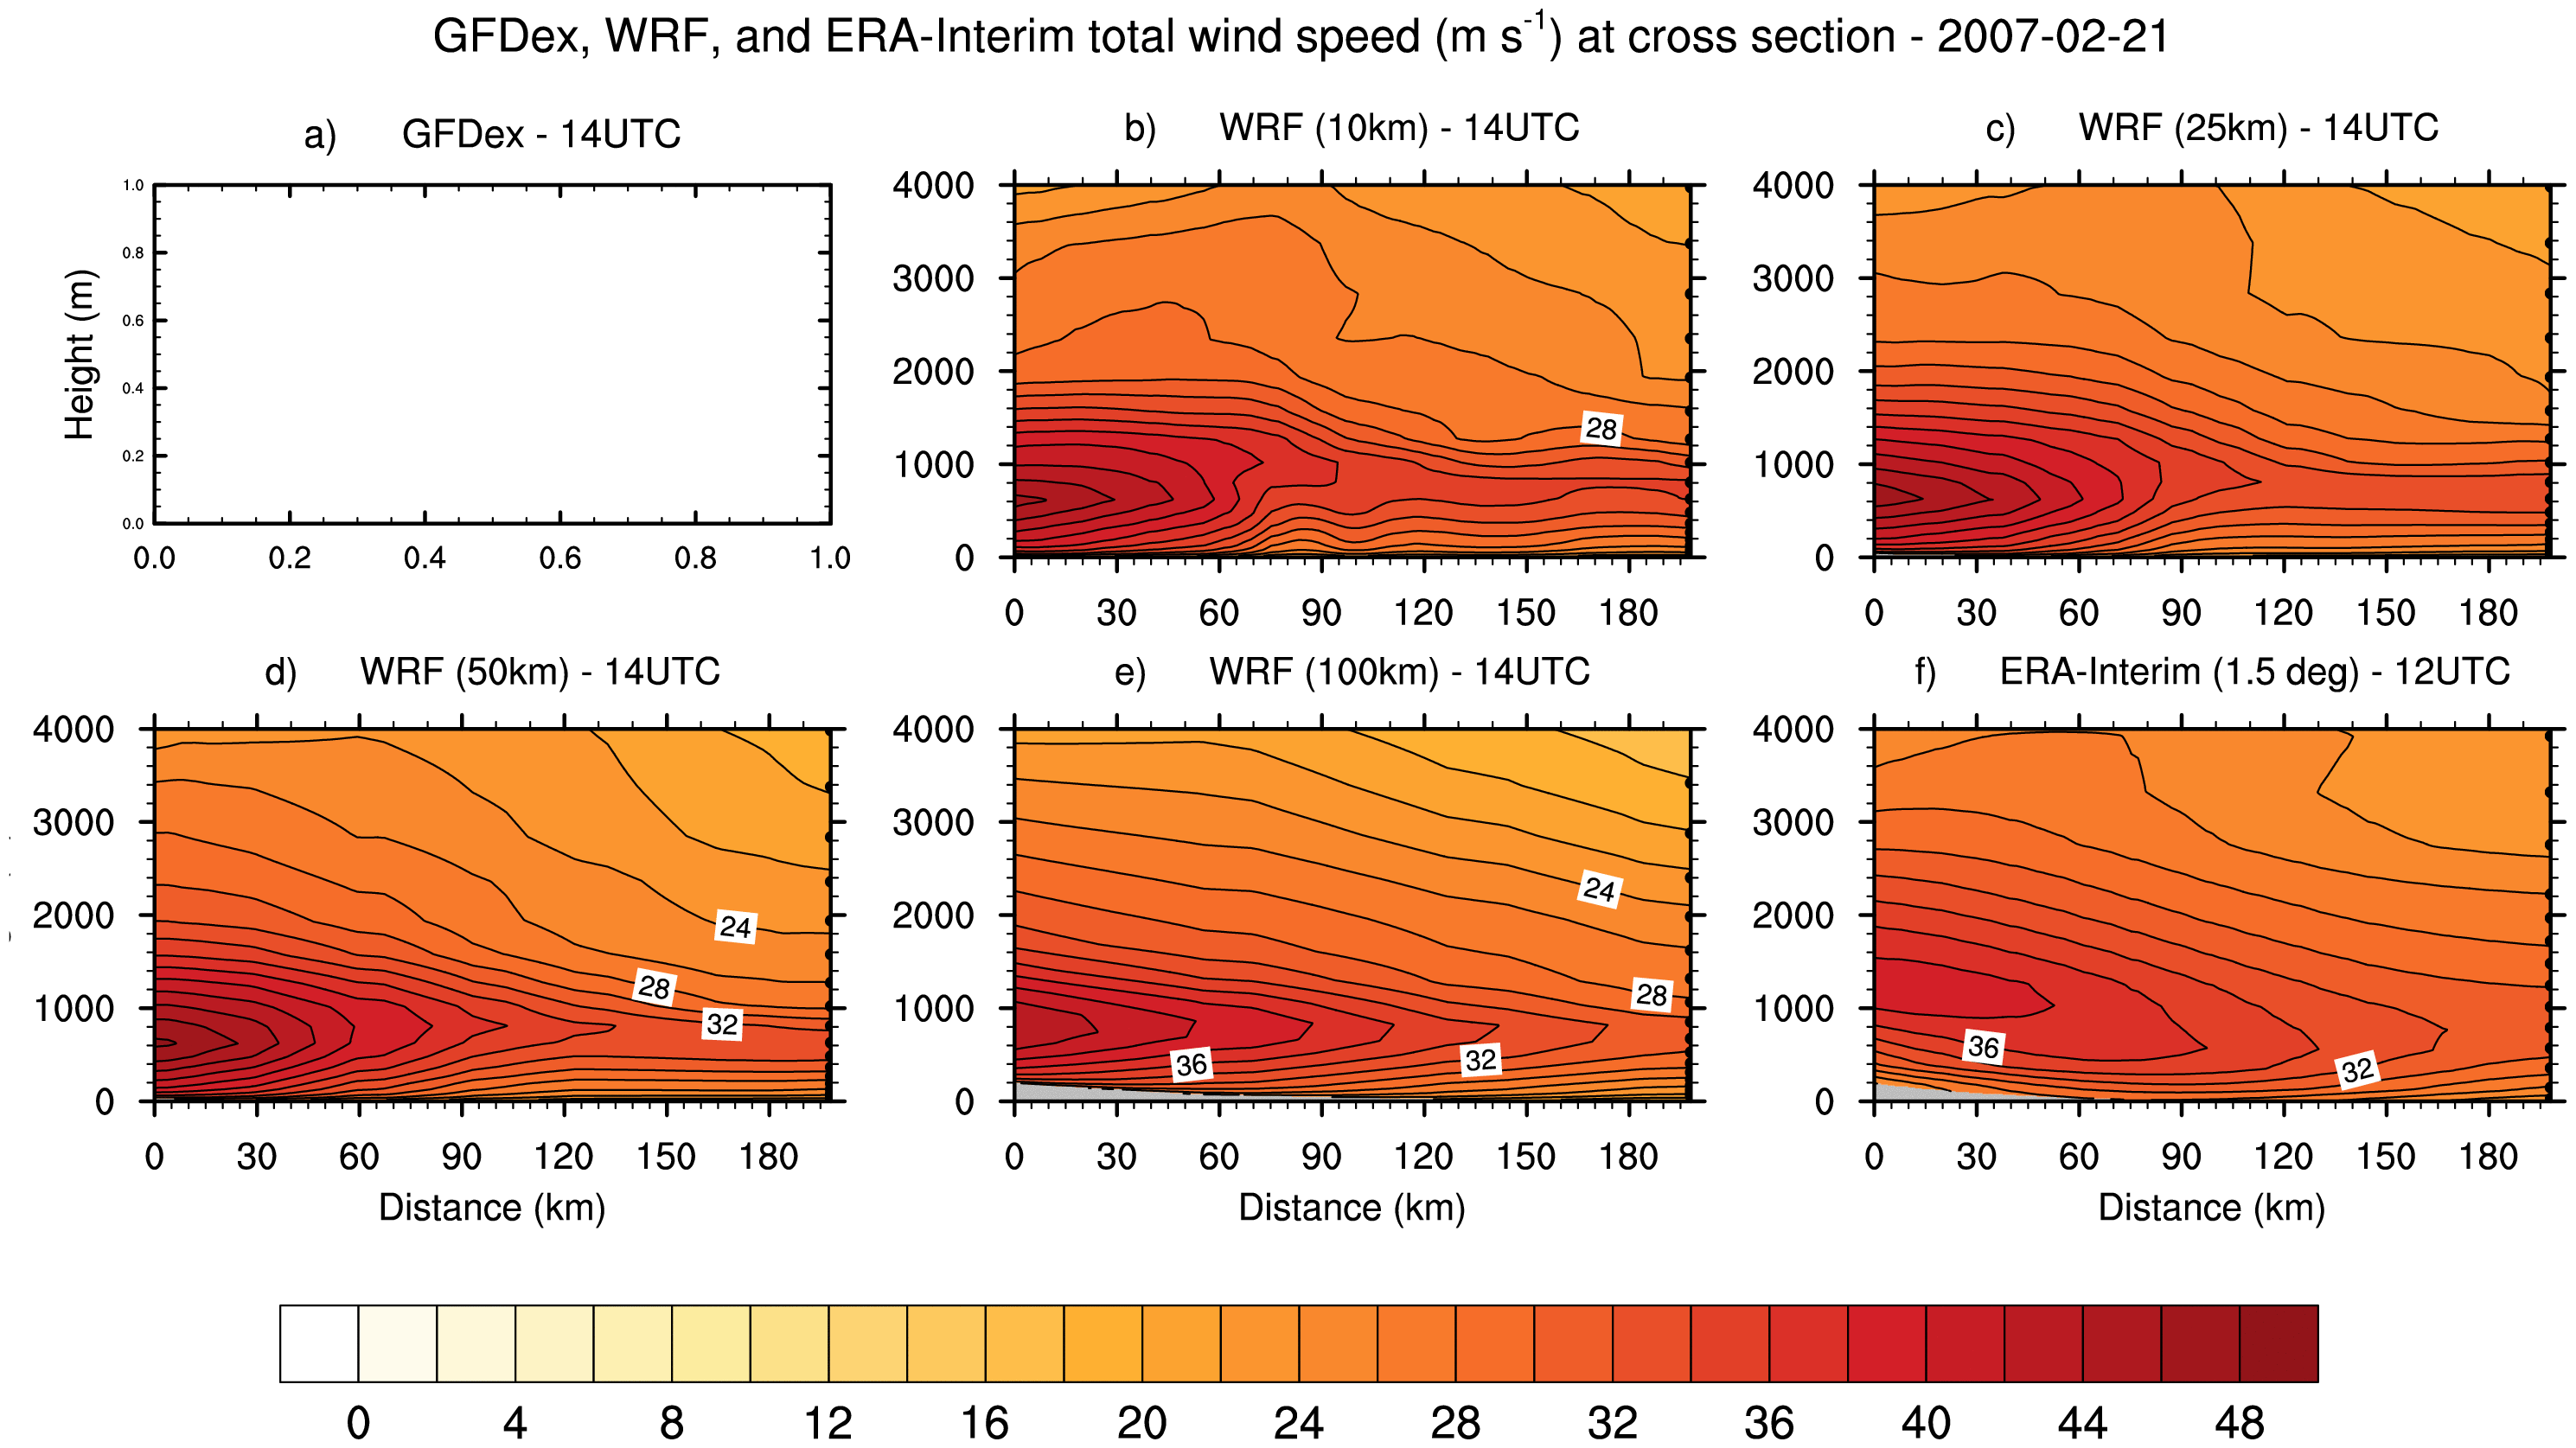 GFDex, WRF, and ERA-Interim total wind speed (m s-1) at cross section - 2007-02-21
a) GFDex - 14UTC
b) WRF (10km) - 14UTC
c) WRF (25km) - 14UTC
Height (m)
1.0
0.8
0.6
0.4
0.2
0.0
0.0 0.2 0.4 0.6 0.8 1.0
4000
3000
2000
1000
0
28
0 30 60 90 120 150 180
4000
3000
2000
1000
0
0 30 60 90 120 150 180
d) WRF (50km) - 14UTC
e) WRF (100km) - 14UTC
f) ERA-Interim (1.5 deg) - 12UTC
4000
3000
2000
1000
0
24
28
32
0 30 60 90 120 150 180
Distance (km)
4000
3000
2000
1000
0
24
28
36
32
0 30 60 90 120 150 180
Distance (km)
4000
3000
2000
1000
0
36
32
0 30 60 90 120 150 180
Distance (km)
0 4 8 12 16 20 24 28 32 36 40 44 48